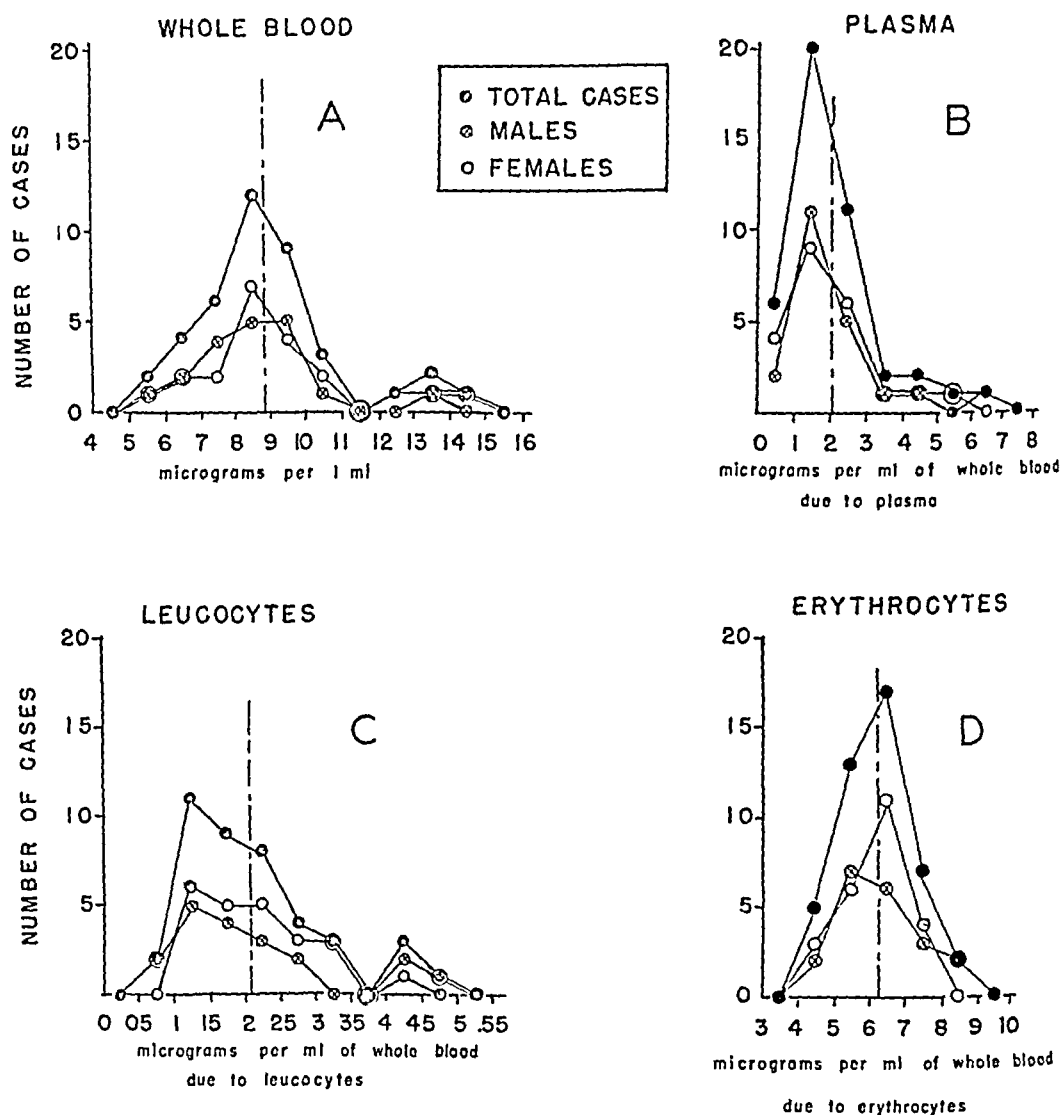 WHOLE BLOOD
NUMBER OF CASES
20
15
10
5
0
A
4 5 6 7 8 9 10 11 12 13 14 15 16
micrograms per 1 ml
TOTAL CASES
MALES
FEMALES
PLASMA
20
15
10
5
B
0 1 2 3 4 5 6 7 8
micrograms per ml of whole blood
due to plasma
LEUCOCYTES
NUMBER OF CASES
20
15
10
5
C
0 05 1 15 2 25 3 35 4 45 5 .55
micrograms per ml of whole blood
due to leucocytes
ERYTHROCYTES
20
15
10
5
0
D
3 4 5 6 7 8 9 10
micrograms per ml of whole blood
due to erythrocytes